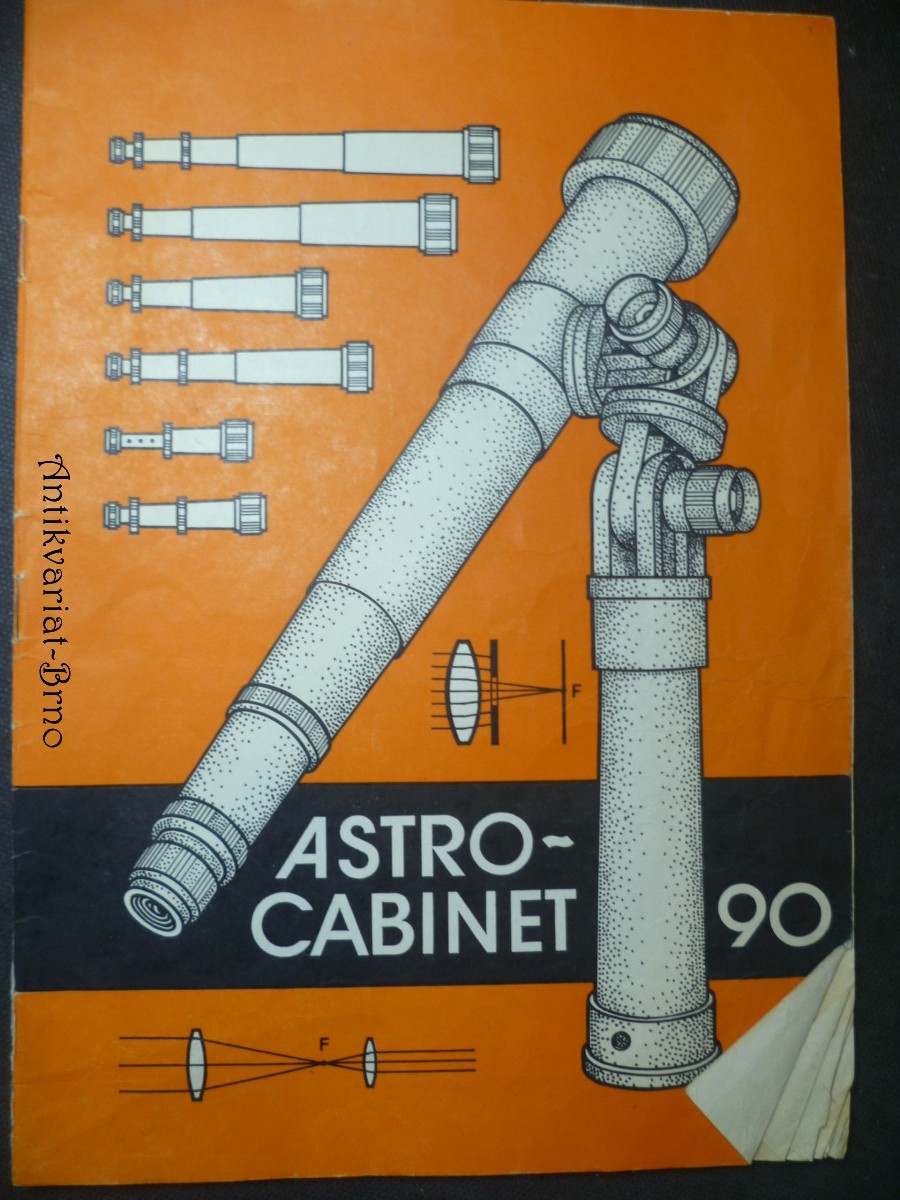 Antikvariat~Brno
F
ASTRO-
CABINET 90
F